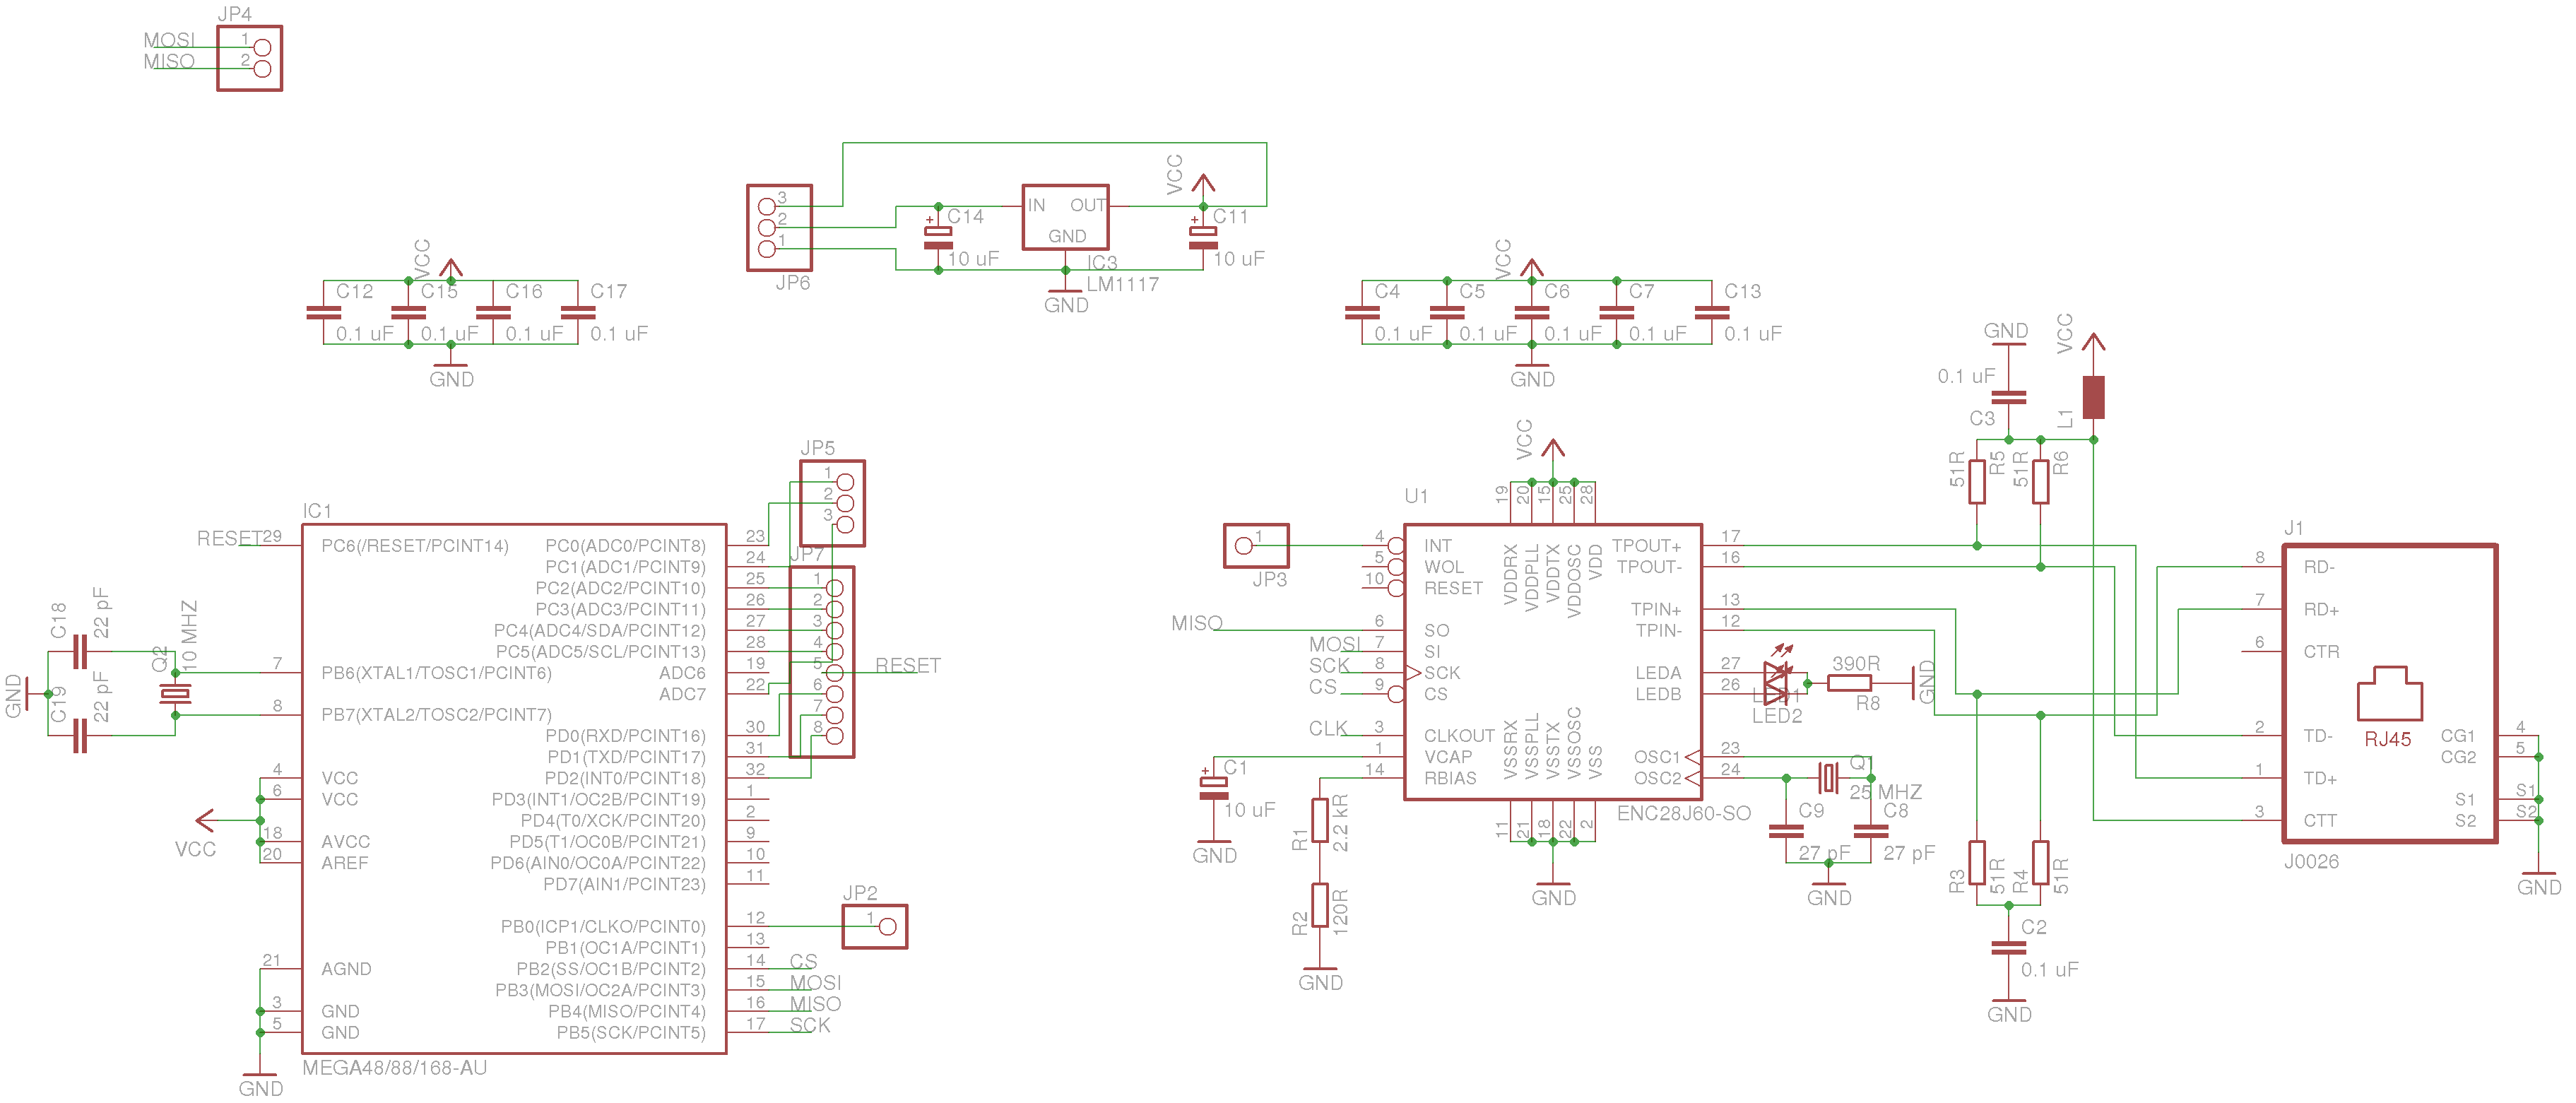 JP4
MOSI 1
MISO 2
JP6
3
2
1
C14
10 uF
IN OUT
GND
IC3
LM1117
GND
VCC
C11
10 uF
VCC
C12 C15 C16 C17
0.1 uF 0.1 uF 0.1 uF 0.1 uF
GND
VCC
C4 C5 C6 C7 C13
0.1 uF 0.1 uF 0.1 uF 0.1 uF 0.1 uF
GND
IC1
RESET 29 PC6(/RESET/PCINT14)
7 PB6(XTAL1/TOSC1/PCINT6)
8 PB7(XTAL2/TOSC2/PCINT7)
4 VCC
6 VCC
18 AVCC
20 AREF
21 AGND
3 GND
5 GND
PC0(ADC0/PCINT8) 23
PC1(ADC1/PCINT9) 24
PC2(ADC2/PCINT10) 25
PC3(ADC3/PCINT11) 26
PC4(ADC4/SDA/PCINT12) 27
PC5(ADC5/SCL/PCINT13) 28
ADC6 19
ADC7 22
PD0(RXD/PCINT16) 30
PD1(TXD/PCINT17) 31
PD2(INT0/PCINT18) 32
PD3(INT1/OC2B/PCINT19) 1
PD4(T0/XCK/PCINT20) 2
PD5(T1/OC0B/PCINT21) 9
PD6(AIN0/OC0A/PCINT22) 10
PD7(AIN1/PCINT23) 11
PB0(ICP1/CLKO/PCINT0) 12
PB1(OC1A/PCINT1) 13
PB2(SS/OC1B/PCINT2) 14 CS
PB3(MOSI/OC2A/PCINT3) 15 MOSI
PB4(MISO/PCINT4) 16 MISO
PB5(SCK/PCINT5) 17 SCK
MEGA48/88/168-AU
GND
VCC
GND
C18
22 pF
C19
22 pF
Q2
10 MHZ
JP5
1
2
3
JP7
1
2
3
4
5 RESET
6
7
8
JP2
1
U1
VCC
19 20 15 25 28
VDDRX VDDPLL VDDTX VDDOSC VDD
JP3
1
4 INT
5 WOL
10 RESET
MISO 6 SO
MOSI 7 SI
SCK 8 SCK
CS 9 CS
CLK 3 CLKOUT
1 VCAP
14 RBIAS
TPOUT+ 17
TPOUT- 16
TPIN+ 13
TPIN- 12
LEDA 27
LEDB 26
OSC1 23
OSC2 24
VSSRX VSSPLL VSSTX VSSOSC VSS
11 21 18 22 2
ENC28J60-SO
GND
C1
10 uF
GND
R1
2.2 kR
R2
120R
GND
LED1
LED2
390R
R8
GND
Q1
25 MHZ
C9
27 pF
C8
27 pF
GND
GND
0.1 uF
C3
VCC
L1
51R
R5
51R
R6
R3
51R
R4
51R
C2
0.1 uF
GND
J1
8 RD-
7 RD+
6 CTR
2 TD-
1 TD+
3 CTT
RJ45
CG1 4
CG2 5
S1 S1
S2 S2
J0026
GND